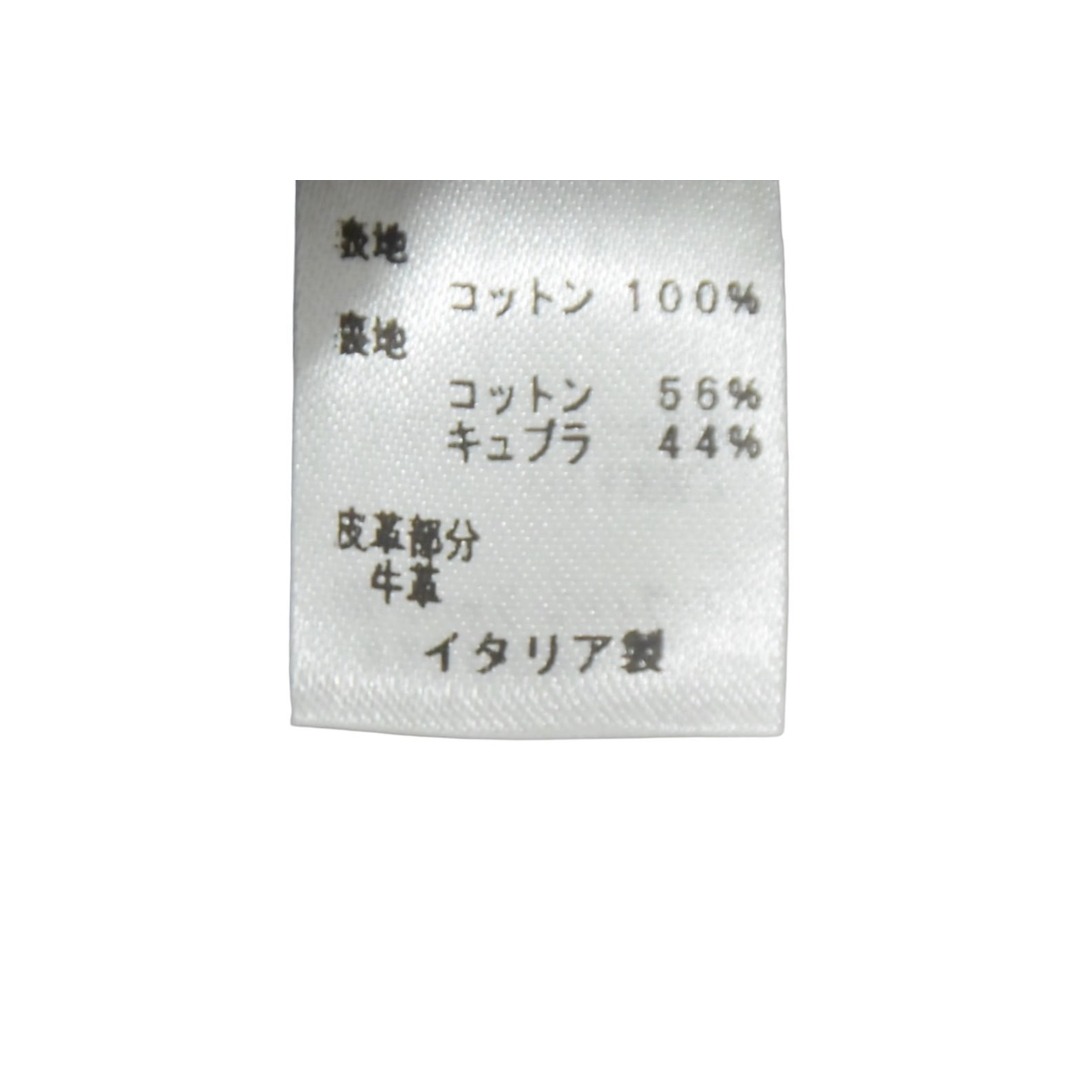 表地
コットン 100%
裏地
コットン 56%
キュプラ 44%
皮革部分
牛革
イタリア製